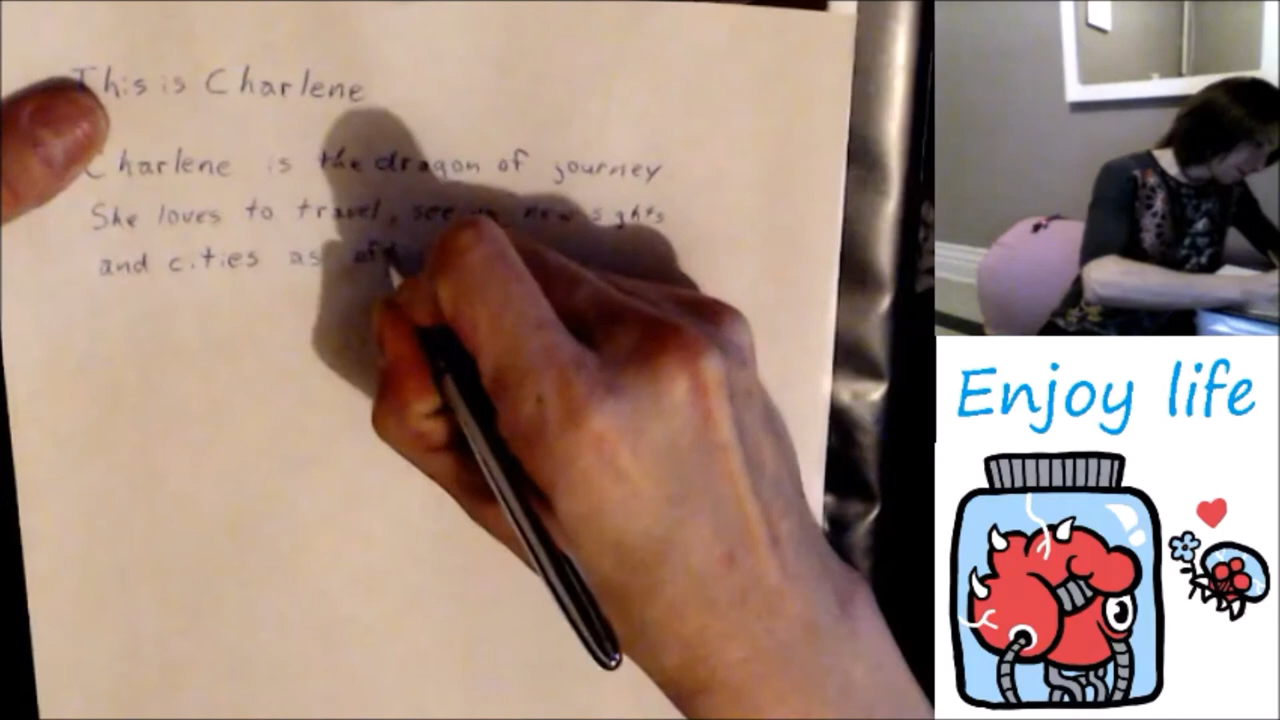 This is Charlene
Charlene is the dragon of journey
She loves to travel, see new sights
and cities as
Enjoy life